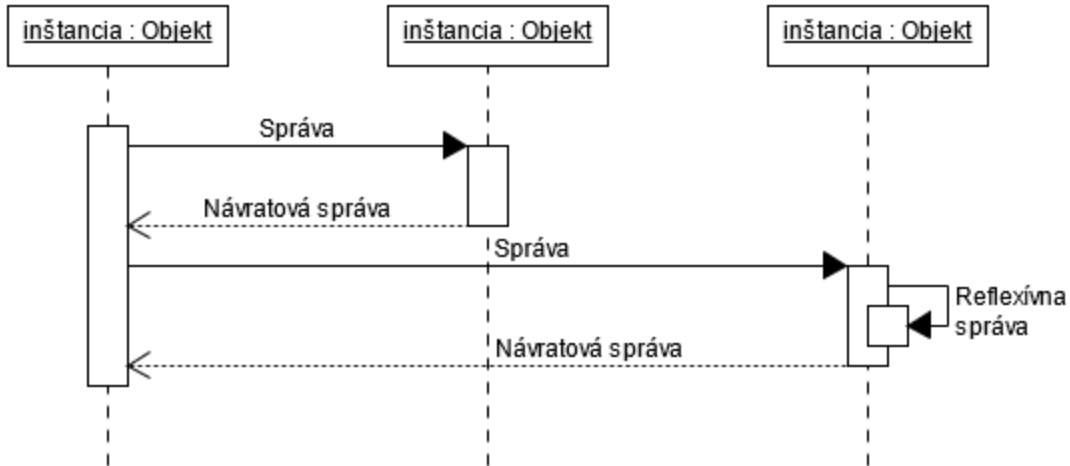 inštancia : Objekt
inštancia : Objekt
inštancia : Objekt
Správa
Návratová správa
Správa
Reflexívna
správa
Návratová správa